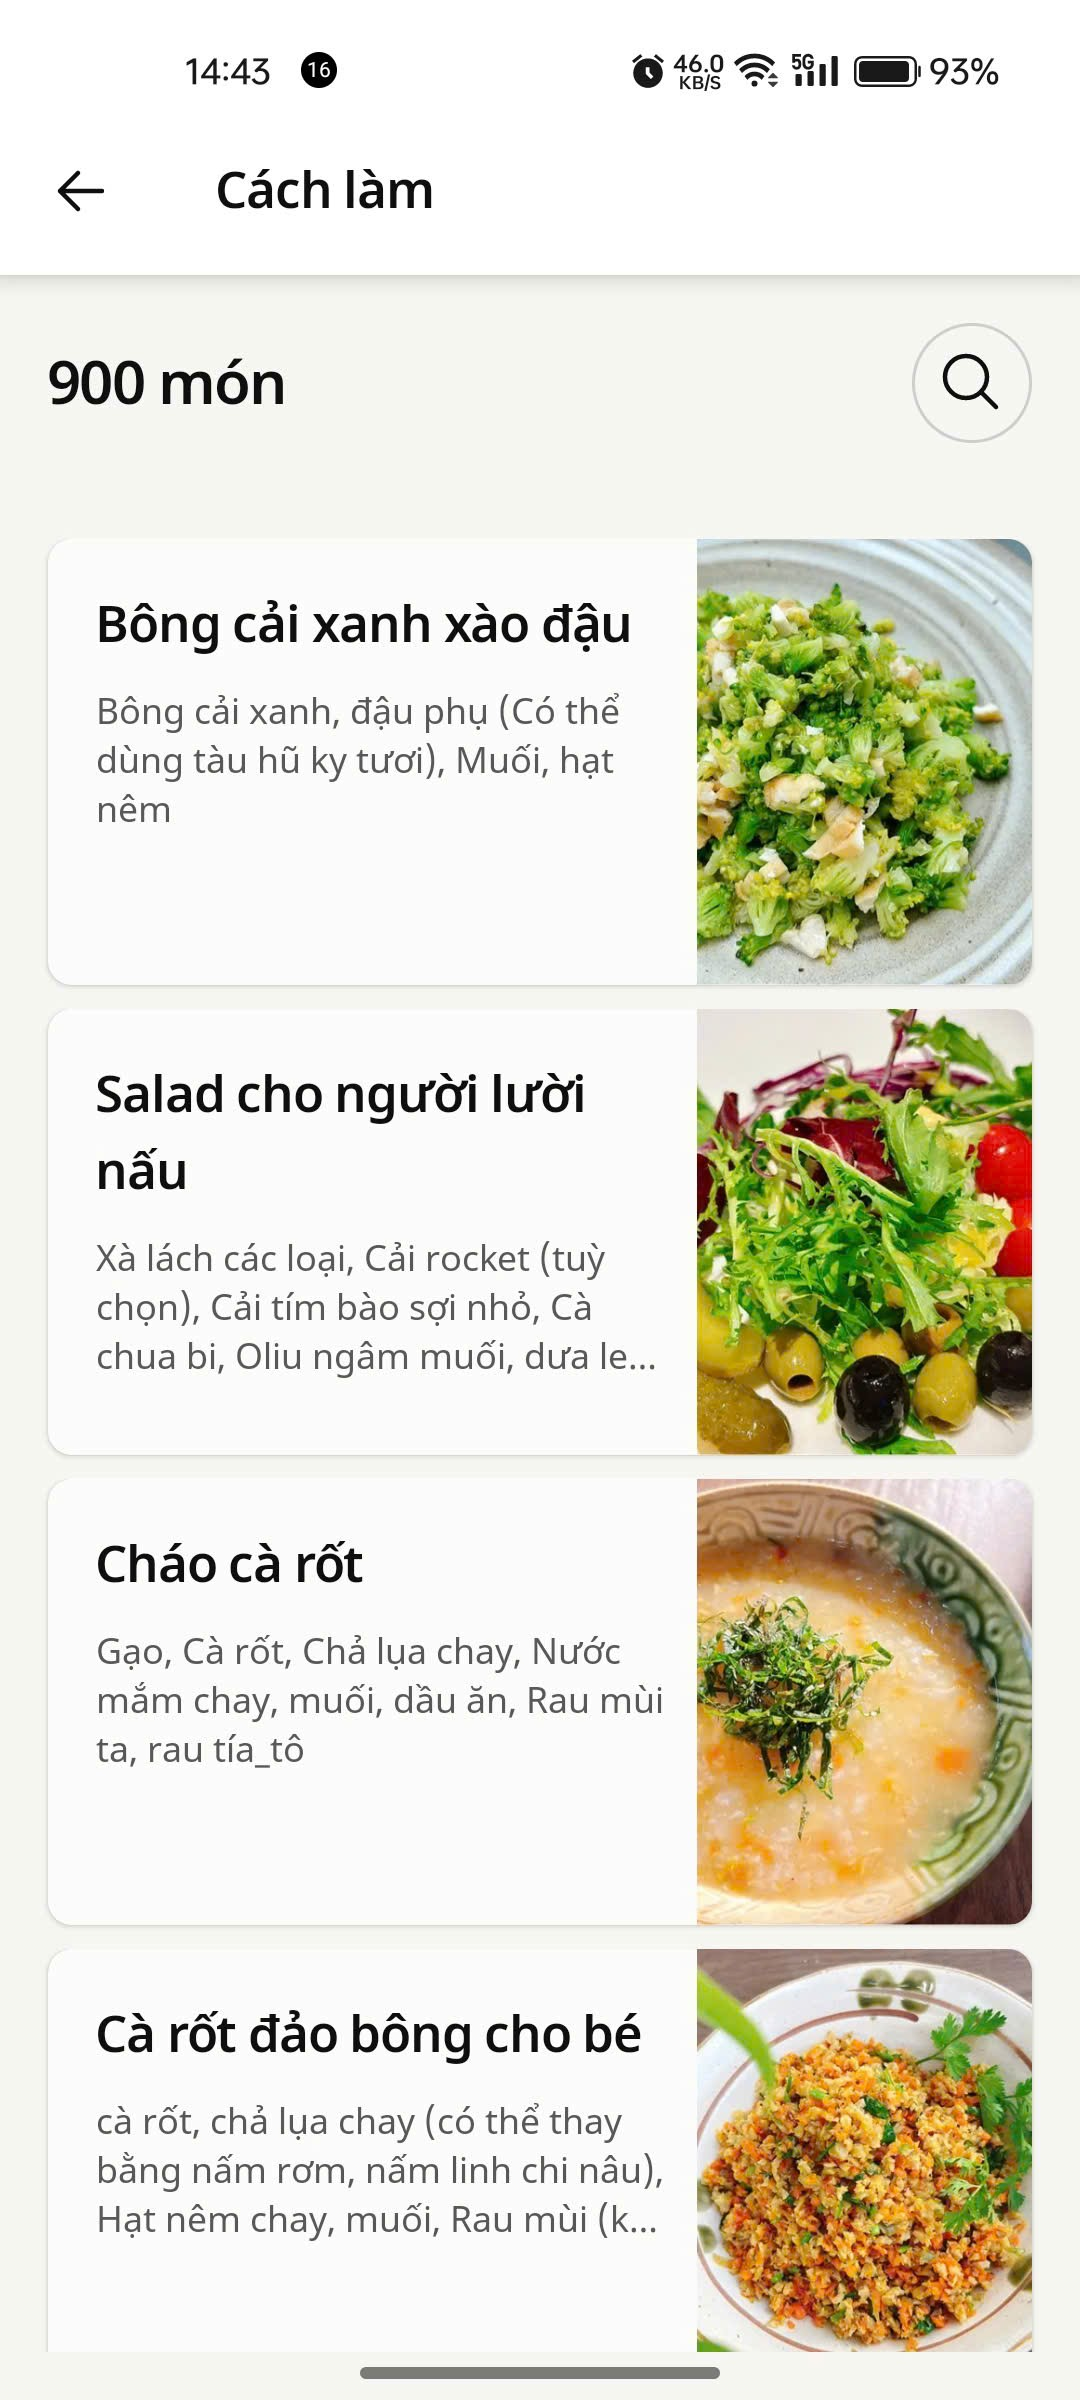 14:43
16
46.0
KB/S
5G
93%
Cách làm
900 món
Bông cải xanh xào đậu
Bông cải xanh, đậu phụ (Có thể
dùng tàu hũ ky tươi), Muối, hạt
nêm
Salad cho người lười
nấu
Xà lách các loại, Cải rocket (tuỳ
chọn), Cải tím bào sợi nhỏ, Cà
chua bi, Oliu ngâm muối, dưa le...
Cháo cà rốt
Gạo, Cà rốt, Chả lụa chay, Nước
mắm chay, muối, dầu ăn, Rau mùi
ta, rau tía_tô
Cà rốt đảo bông cho bé
cà rốt, chả lụa chay (có thể thay
bằng nấm rơm, nấm linh chi nâu),
Hạt nêm chay, muối, Rau mùi (k...